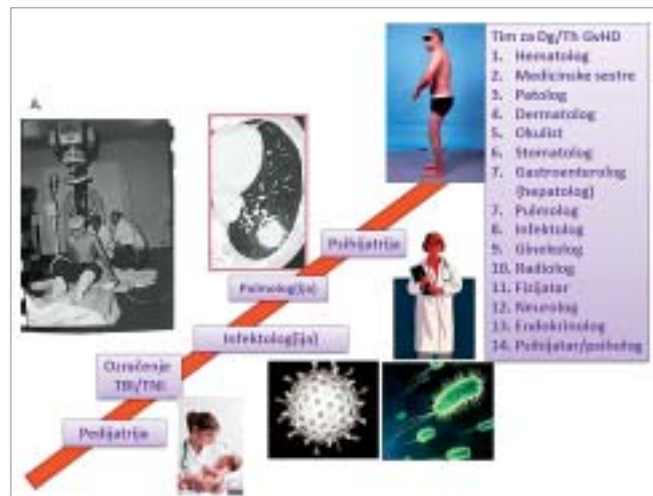 Tim za Dg/Th GvHD
1. Hematolog
2. Medicinske sestre
3. Patolog
4. Dermatolog
5. Okulist
6. Stomatolog
7. Gastroenterolog
(hepatolog)
7. Pulmolog
8. Infektolog
9. Ginekolog
10. Radiolog
11. Fizijatar
12. Neurolog
13. Endokrinolog
14. Psihijatar/psiholog
A.
Psihijatrija
Pulmolog(ija)
Infektolog(ija)
Ozračenje
TBI/TNI
Pedijatrija